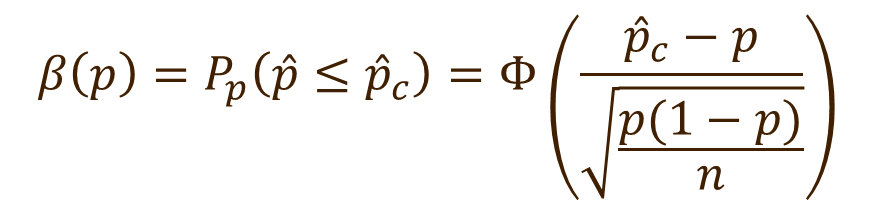 β(p) = P_p(p̂ ≤ p̂_c) = Φ((p̂_c − p)/√(p(1 − p)/n))